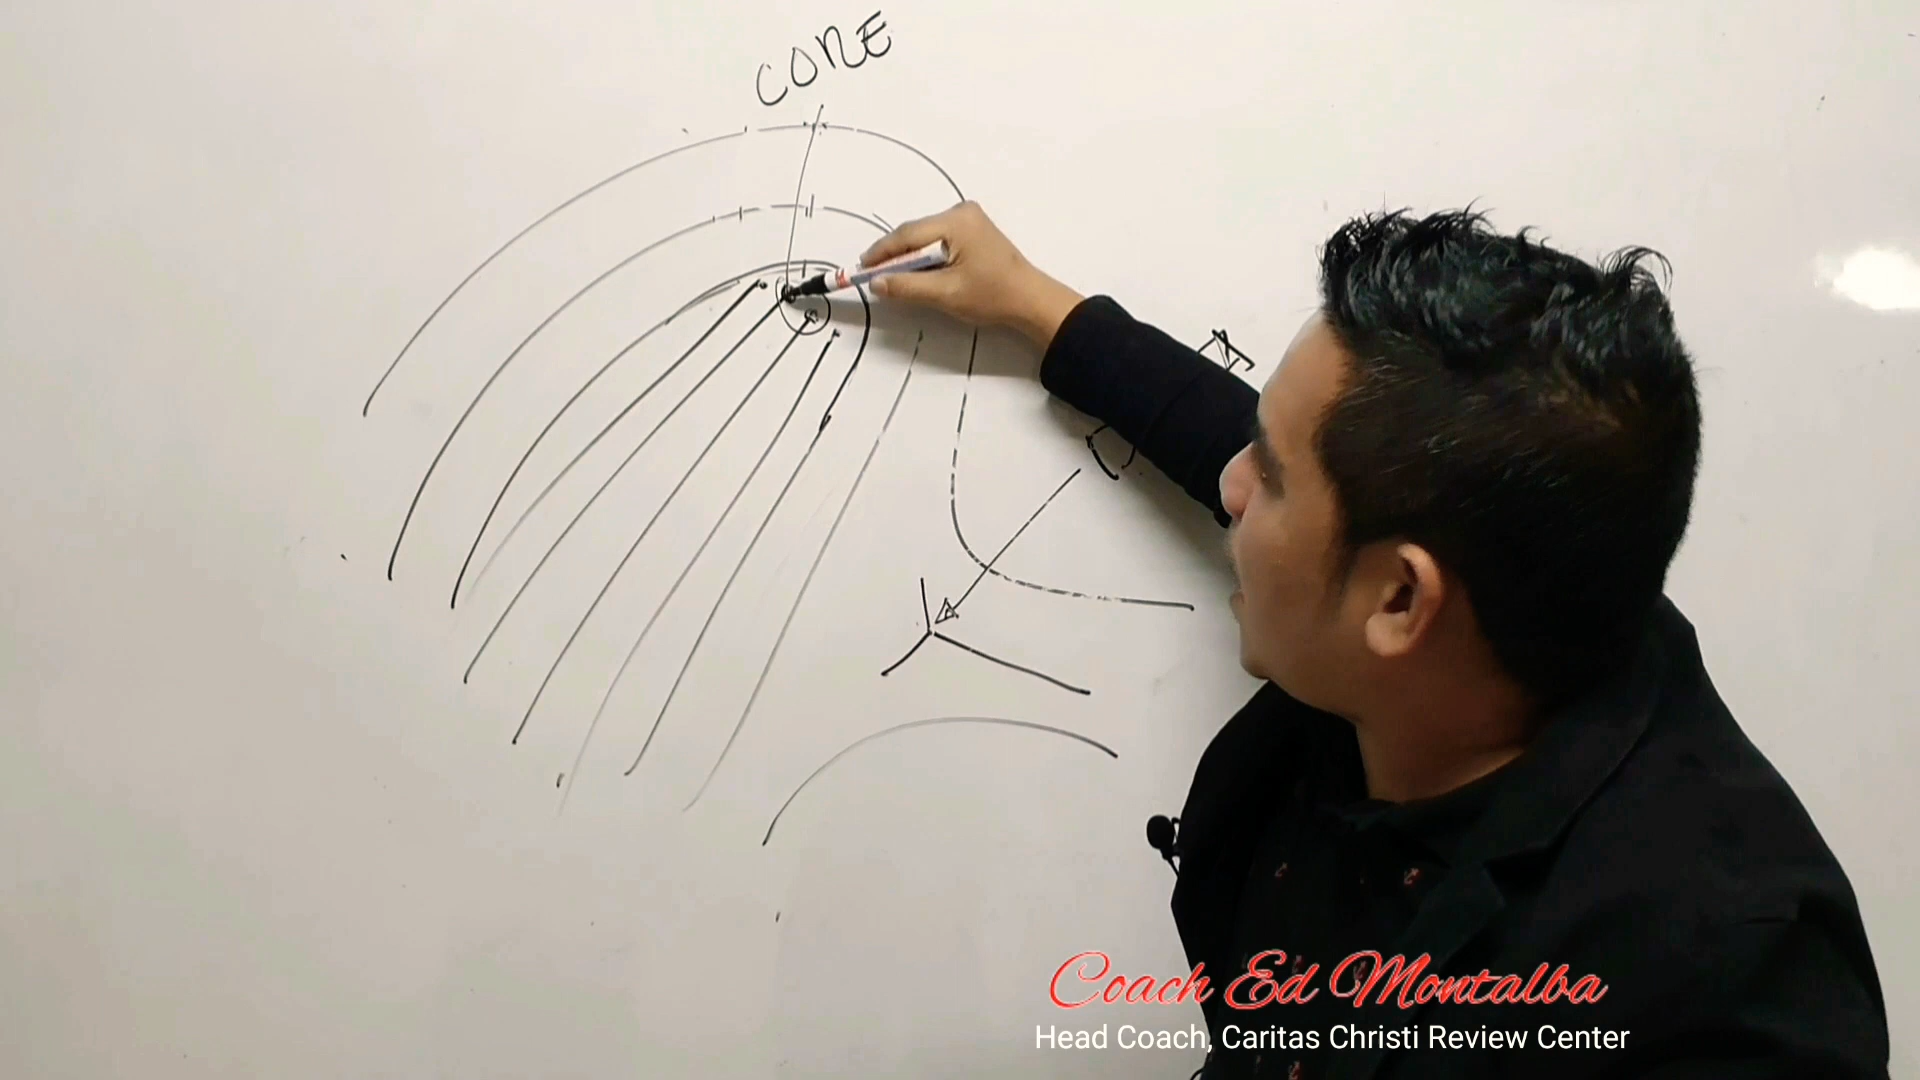 CORE
Coach Ed Montalba
Head Coach, Caritas Christi Review Center